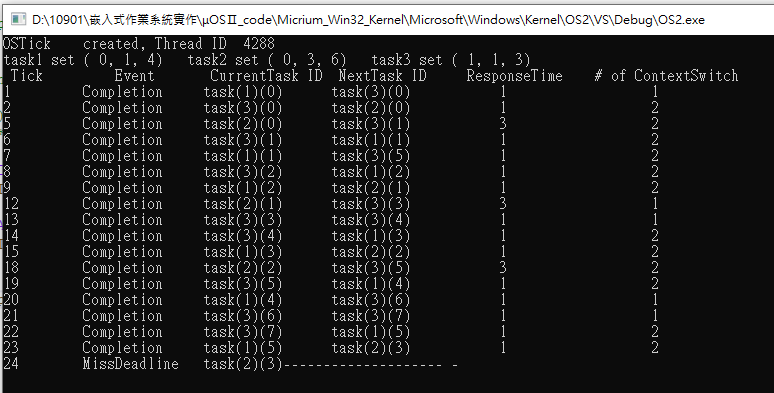 D:\10901\嵌入式作業系統實作\μOSⅡ_code\Micrium_Win32_Kernel\Microsoft\Windows\Kernel\OS2\VS\Debug\OS2.exe
OSTick    created, Thread ID  4288
task1 set ( 0, 1, 4)   task2 set ( 0, 3, 6)   task3 set ( 1, 1, 3)
Tick    Event    CurrentTask ID    NextTask ID    ResponseTime    # of ContextSwitch
1    Completion    task(1)(0)    task(3)(0)    1    1
2    Completion    task(3)(0)    task(2)(0)    1    2
5    Completion    task(2)(0)    task(3)(1)    3    2
6    Completion    task(3)(1)    task(1)(1)    1    2
7    Completion    task(1)(1)    task(3)(5)    1    2
8    Completion    task(3)(2)    task(1)(2)    1    2
9    Completion    task(1)(2)    task(2)(1)    1    2
12    Completion    task(2)(1)    task(3)(3)    3    1
13    Completion    task(3)(3)    task(3)(4)    1    1
14    Completion    task(3)(4)    task(1)(3)    1    2
15    Completion    task(1)(3)    task(2)(2)    1    2
18    Completion    task(2)(2)    task(3)(5)    3    2
19    Completion    task(3)(5)    task(1)(4)    1    2
20    Completion    task(1)(4)    task(3)(6)    1    1
21    Completion    task(3)(6)    task(3)(7)    1    1
22    Completion    task(3)(7)    task(1)(5)    1    2
23    Completion    task(1)(5)    task(2)(3)    1    2
24    MissDeadline    task(2)(3)-------------------- -